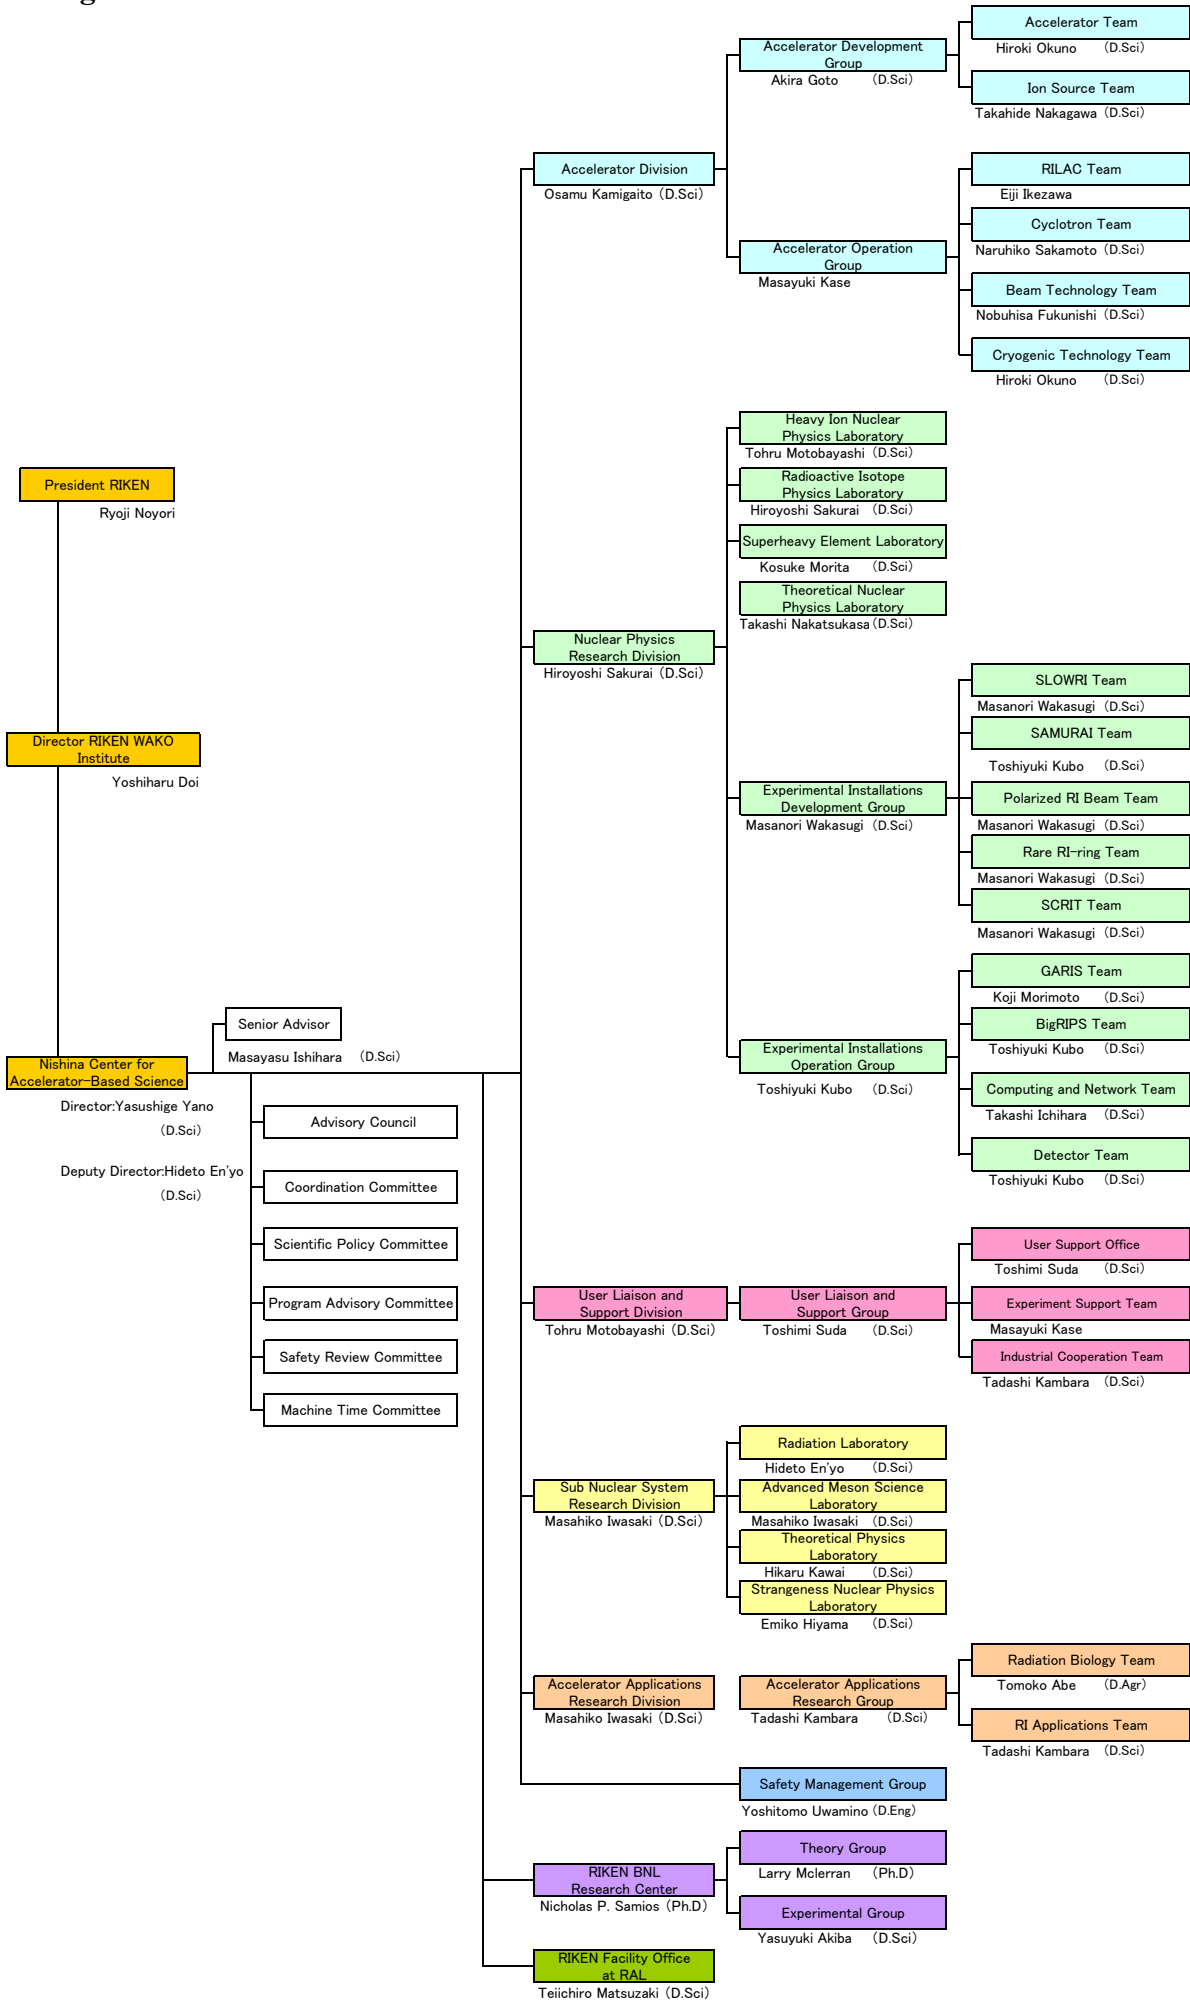 Accelerator Team
Hiroki Okuno (D.Sci)
Accelerator Development
Group
Akira Goto (D.Sci)
Ion Source Team
Takahide Nakagawa (D.Sci)
Accelerator Division
Osamu Kamigaito (D.Sci)
RILAC Team
Eiji Ikezawa
Cyclotron Team
Naruhiko Sakamoto (D.Sci)
Accelerator Operation
Group
Masayuki Kase
Beam Technology Team
Nobuhisa Fukunishi (D.Sci)
Cryogenic Technology Team
Hiroki Okuno (D.Sci)
Heavy Ion Nuclear
Physics Laboratory
Tohru Motobayashi (D.Sci)
President RIKEN
Ryoji Noyori
Radioactive Isotope
Physics Laboratory
Hiroyoshi Sakurai (D.Sci)
Superheavy Element Laboratory
Kosuke Morita (D.Sci)
Theoretical Nuclear
Physics Laboratory
Takashi Nakatsukasa (D.Sci)
Nuclear Physics
Research Division
Hiroyoshi Sakurai (D.Sci)
SLOWRI Team
Masanori Wakasugi (D.Sci)
SAMURAI Team
Toshiyuki Kubo (D.Sci)
Director RIKEN WAKO
Institute
Yoshiharu Doi
Experimental Installations
Development Group
Masanori Wakasugi (D.Sci)
Polarized RI Beam Team
Masanori Wakasugi (D.Sci)
Rare RI-ring Team
Masanori Wakasugi (D.Sci)
SCRIT Team
Masanori Wakasugi (D.Sci)
GARIS Team
Koji Morimoto (D.Sci)
Senior Advisor
Masayasu Ishihara (D.Sci)
BigRIPS Team
Toshiyuki Kubo (D.Sci)
Nishina Center for
Accelerator-Based Science
Director:Yasushige Yano
(D.Sci)
Deputy Director:Hideto En'yo
(D.Sci)
Experimental Installations
Operation Group
Toshiyuki Kubo (D.Sci)
Computing and Network Team
Takashi Ichihara (D.Sci)
Detector Team
Toshiyuki Kubo (D.Sci)
Advisory Council
Coordination Committee
Scientific Policy Committee
Program Advisory Committee
Safety Review Committee
Machine Time Committee
User Liaison and
Support Division
Tohru Motobayashi (D.Sci)
User Liaison and
Support Group
Toshimi Suda (D.Sci)
User Support Office
Toshimi Suda (D.Sci)
Experiment Support Team
Masayuki Kase
Industrial Cooperation Team
Tadashi Kambara (D.Sci)
Sub Nuclear System
Research Division
Masahiko Iwasaki (D.Sci)
Radiation Laboratory
Hideto En'yo (D.Sci)
Advanced Meson Science
Laboratory
Masahiko Iwasaki (D.Sci)
Theoretical Physics
Laboratory
Hikaru Kawai (D.Sci)
Strangeness Nuclear Physics
Laboratory
Emiko Hiyama (D.Sci)
Accelerator Applications
Research Division
Masahiko Iwasaki (D.Sci)
Accelerator Applications
Research Group
Tadashi Kambara (D.Sci)
Radiation Biology Team
Tomoko Abe (D.Agr)
RI Applications Team
Tadashi Kambara (D.Sci)
Safety Management Group
Yoshitomo Uwamino (D.Eng)
RIKEN BNL
Research Center
Nicholas P. Samios (Ph.D)
Theory Group
Larry Mclerran (Ph.D)
Experimental Group
Yasuyuki Akiba (D.Sci)
RIKEN Facility Office
at RAL
Teiichiro Matsuzaki (D.Sci)